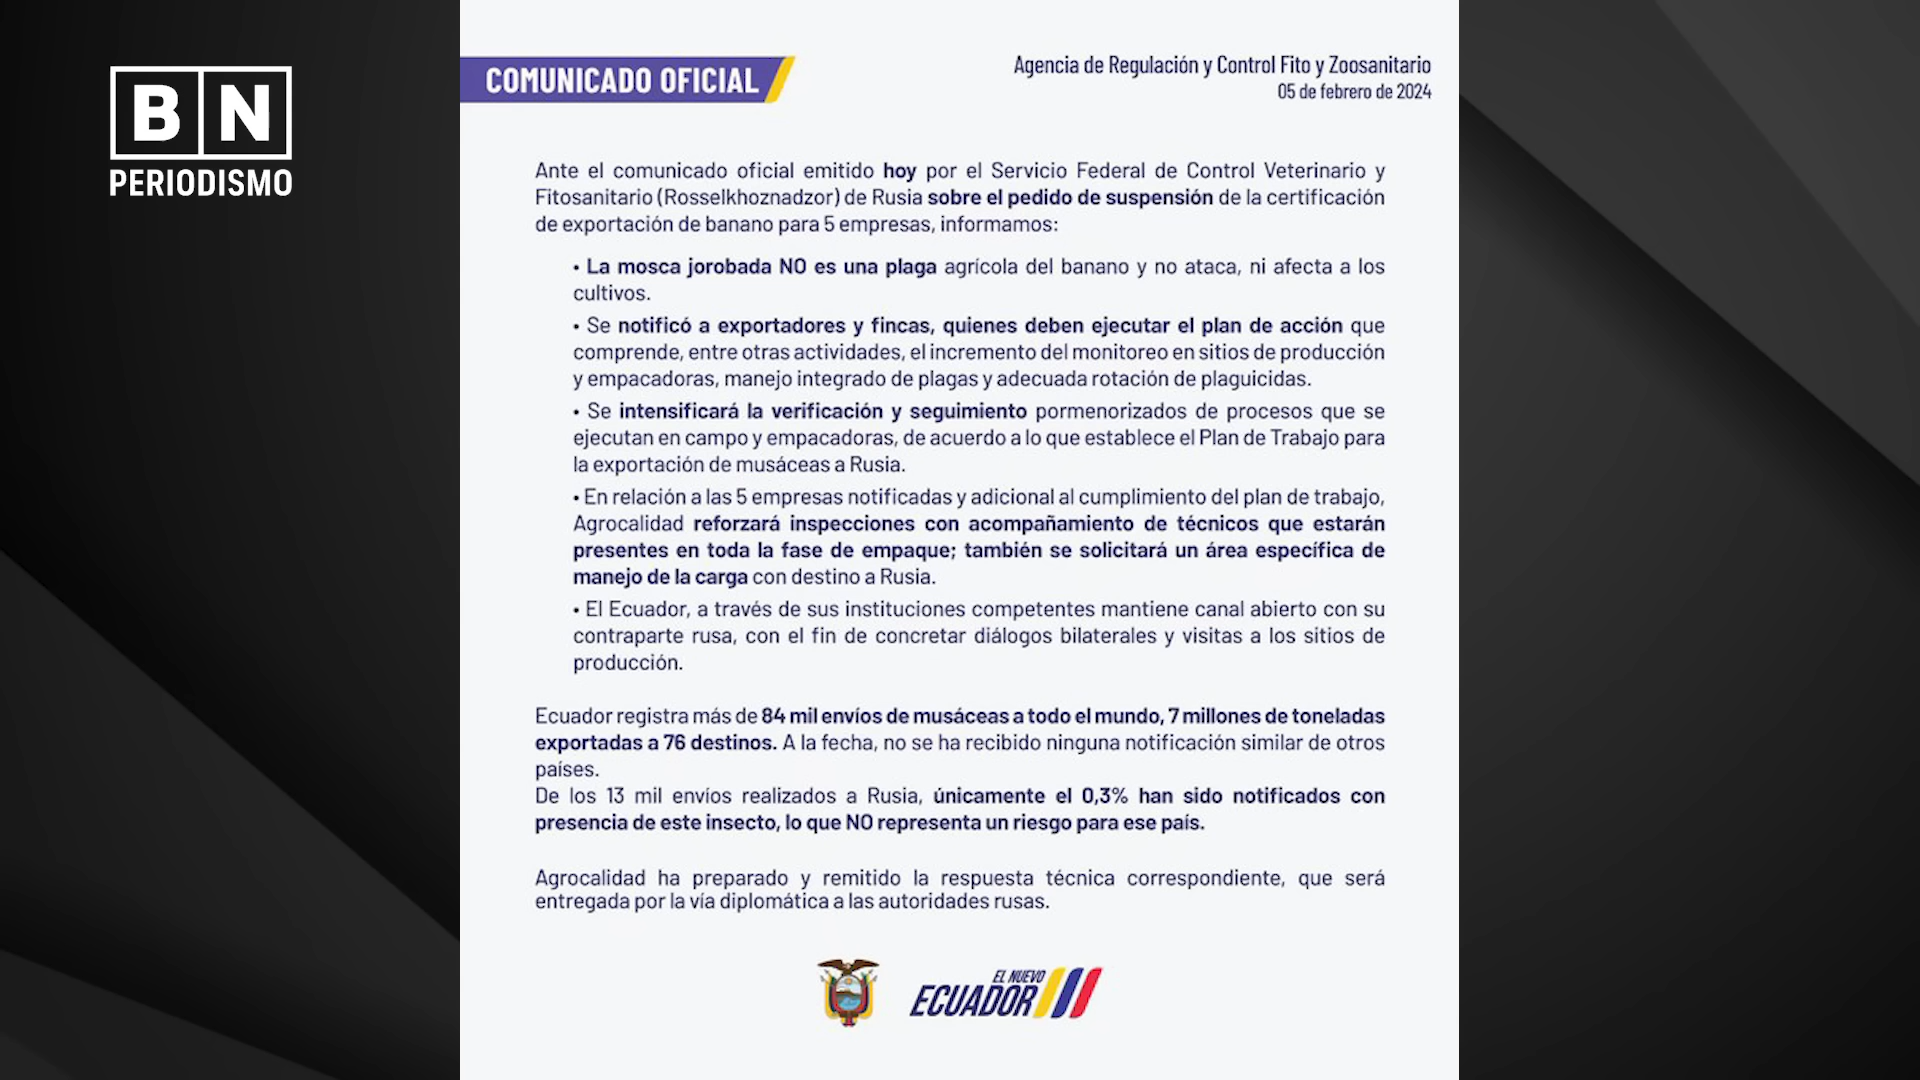 BN
PERIODISMO
COMUNICADO OFICIAL
Agencia de Regulación y Control Fito y Zoosanitario
05 de febrero de 2024
Ante el comunicado oficial emitido hoy por el Servicio Federal de Control Veterinario y
Fitosanitario (Rosselkhoznadzor) de Rusia sobre el pedido de suspensión de la certificación
de exportación de banano para 5 empresas, informamos:
• La mosca jorobada NO es una plaga agrícola del banano y no ataca, ni afecta a los
cultivos.
• Se notificó a exportadores y fincas, quienes deben ejecutar el plan de acción que
comprende, entre otras actividades, el incremento del monitoreo en sitios de producción
y empacadoras, manejo integrado de plagas y adecuada rotación de plaguicidas.
• Se intensificará la verificación y seguimiento pormenorizados de procesos que se
ejecutan en campo y empacadoras, de acuerdo a lo que establece el Plan de Trabajo para
la exportación de musáceas a Rusia.
• En relación a las 5 empresas notificadas y adicional al cumplimiento del plan de trabajo,
Agrocalidad reforzará inspecciones con acompañamiento de técnicos que estarán
presentes en toda la fase de empaque; también se solicitará un área específica de
manejo de la carga con destino a Rusia.
• El Ecuador, a través de sus instituciones competentes mantiene canal abierto con su
contraparte rusa, con el fin de concretar diálogos bilaterales y visitas a los sitios de
producción.
Ecuador registra más de 84 mil envíos de musáceas a todo el mundo, 7 millones de toneladas
exportadas a 76 destinos. A la fecha, no se ha recibido ninguna notificación similar de otros
países.
De los 13 mil envíos realizados a Rusia, únicamente el 0,3% han sido notificados con
presencia de este insecto, lo que NO representa un riesgo para ese país.
Agrocalidad ha preparado y remitido la respuesta técnica correspondiente, que será
entregada por la vía diplomática a las autoridades rusas.
EL NUEVO
ECUADOR